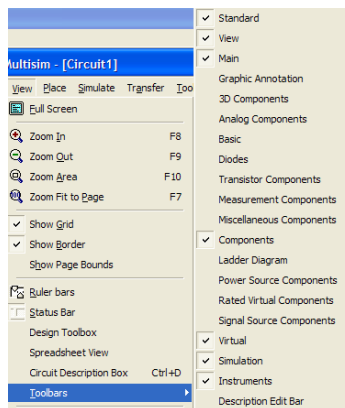 Multisim - [Circuit1]
View Place Simulate Transfer Too
Full Screen
Zoom In F8
Zoom Out F9
Zoom Area F10
Zoom Fit to Page F7
Show Grid
Show Border
Show Page Bounds
Ruler bars
Status Bar
Design Toolbox
Spreadsheet View
Circuit Description Box Ctrl+D
Toolbars
Standard
View
Main
Graphic Annotation
3D Components
Analog Components
Basic
Diodes
Transistor Components
Measurement Components
Miscellaneous Components
Components
Ladder Diagram
Power Source Components
Rated Virtual Components
Signal Source Components
Virtual
Simulation
Instruments
Description Edit Bar